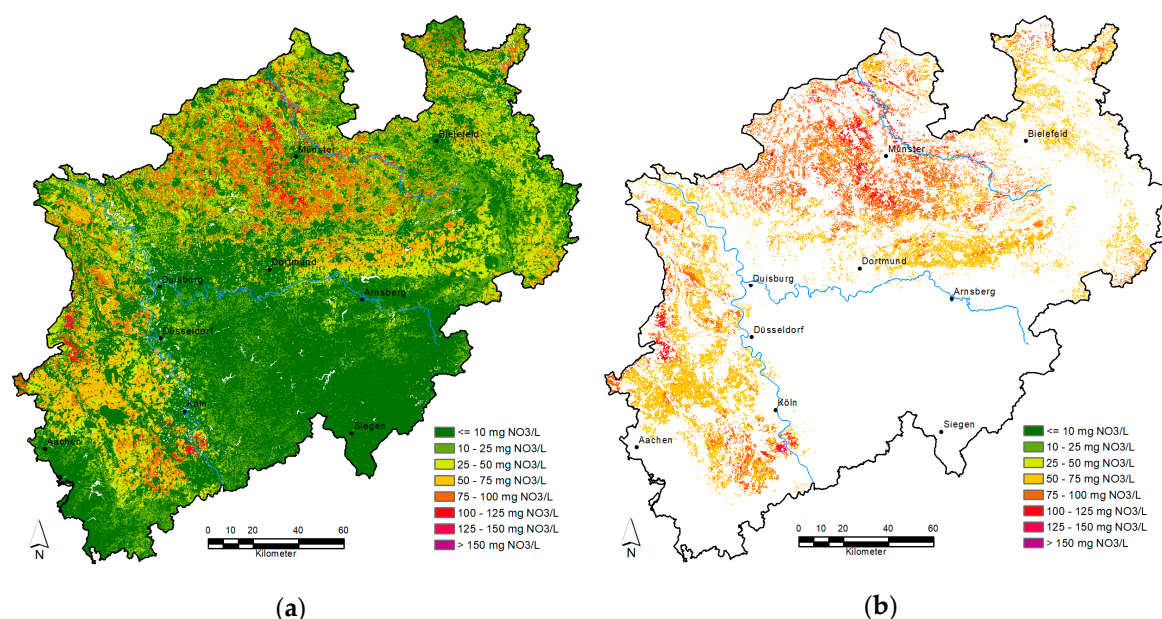 Bielefeld
Münster
Dortmund
Duisburg
Arnsberg
Düsseldorf
Köln
Siegen
Aachen
<= 10 mg NO3/L
10 - 25 mg NO3/L
25 - 50 mg NO3/L
50 - 75 mg NO3/L
75 - 100 mg NO3/L
100 - 125 mg NO3/L
125 - 150 mg NO3/L
> 150 mg NO3/L
N
0 10 20 40 60
Kilometer
(a)
Bielefeld
Münster
Dortmund
Duisburg
Arnsberg
Düsseldorf
Köln
Siegen
Aachen
<= 10 mg NO3/L
10 - 25 mg NO3/L
25 - 50 mg NO3/L
50 - 75 mg NO3/L
75 - 100 mg NO3/L
100 - 125 mg NO3/L
125 - 150 mg NO3/L
> 150 mg NO3/L
N
0 10 20 40 60
Kilometer
(b)